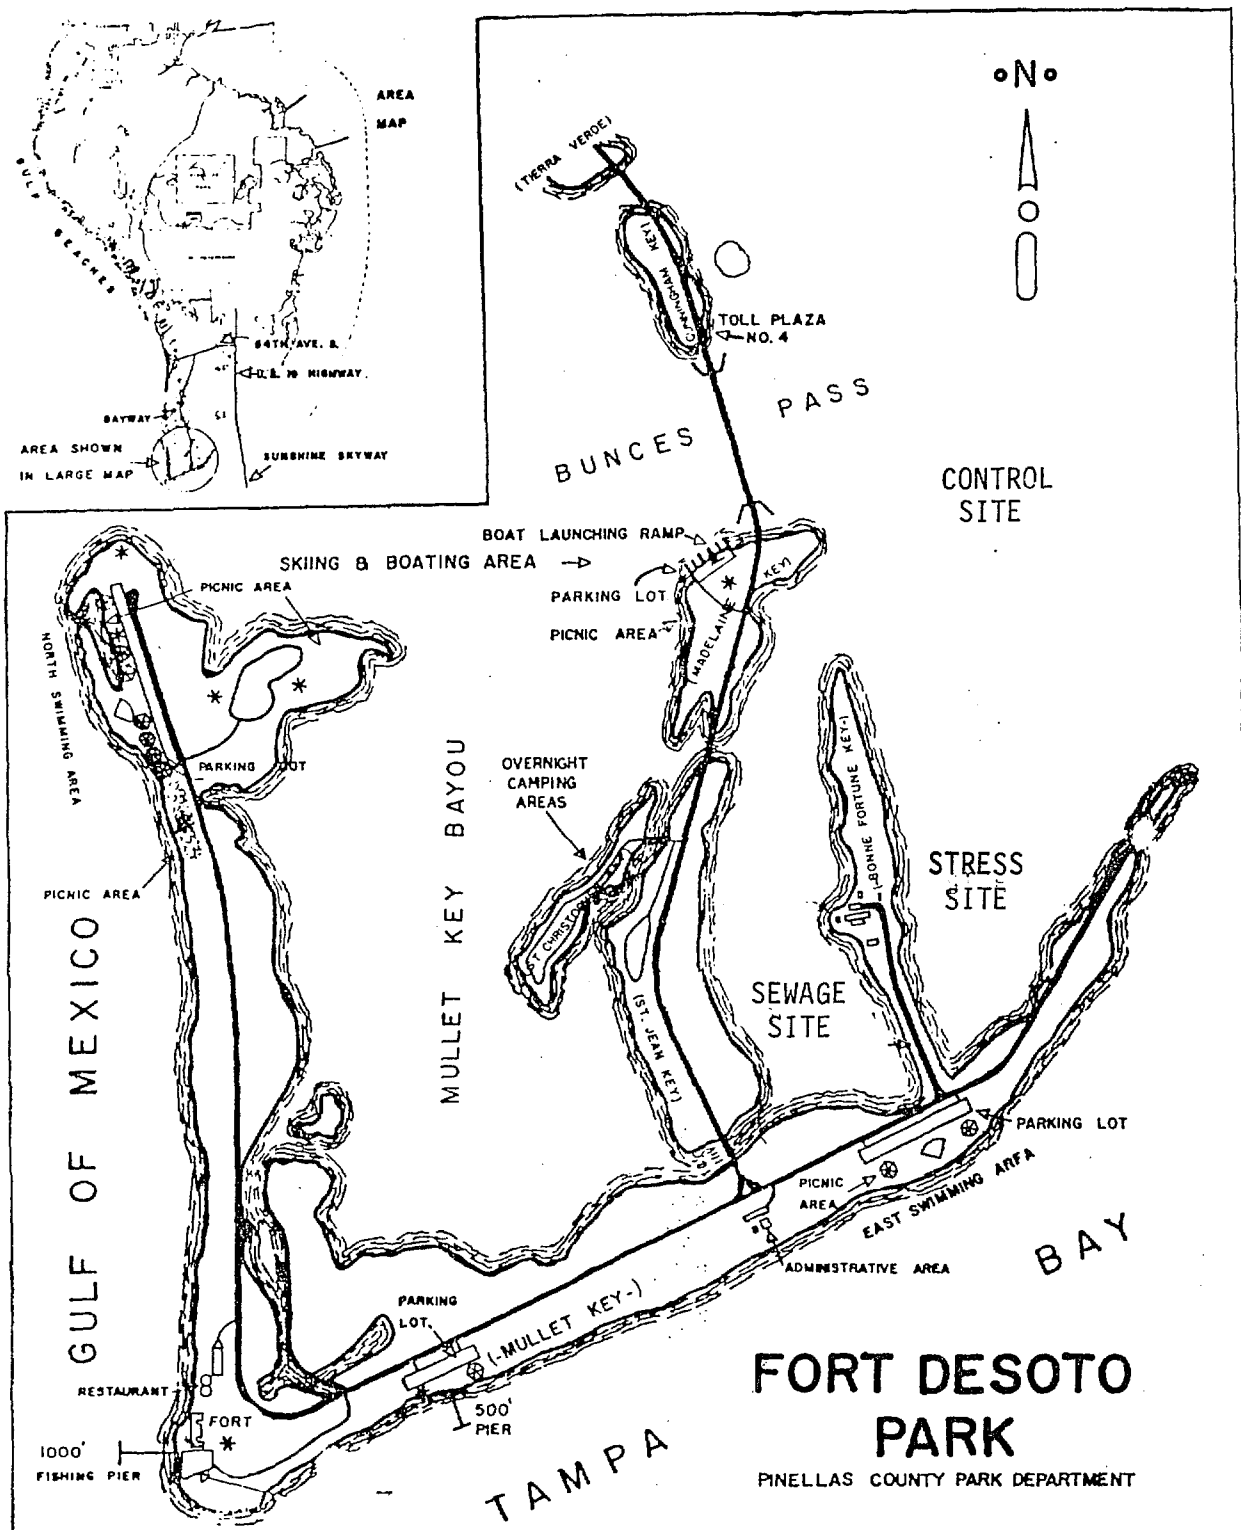 AREA
MAP
GULF
BEACHES
54TH AVE. S.
U.S. 19 HIGHWAY
BAYWAY
AREA SHOWN
IN LARGE MAP
SUNSHINE SKYWAY
N
(TIERRA VERDE)
CUNNINGHAM KEY)
TOLL PLAZA
NO. 4
BUNCES PASS
CONTROL
SITE
BOAT LAUNCHING RAMP
SKIING & BOATING AREA
PARKING LOT
PICNIC AREA
(MADELAINE KEY)
PICNIC AREA
NORTH SWIMMING AREA
PARKING LOT
PICNIC AREA
MULLET KEY BAYOU
OVERNIGHT
CAMPING
AREAS
ST. CHRISTO
(ST. JEAN KEY)
(-BONNE FORTUNE KEY-)
STRESS
SITE
SEWAGE
SITE
GULF OF MEXICO
PARKING LOT
PICNIC
AREA
EAST SWIMMING AREA
ADMINISTRATIVE AREA
PARKING
LOT
(-MULLET KEY-)
RESTAURANT
FORT
1000'
FISHING PIER
500'
PIER
TAMPA BAY
FORT DESOTO
PARK
PINELLAS COUNTY PARK DEPARTMENT